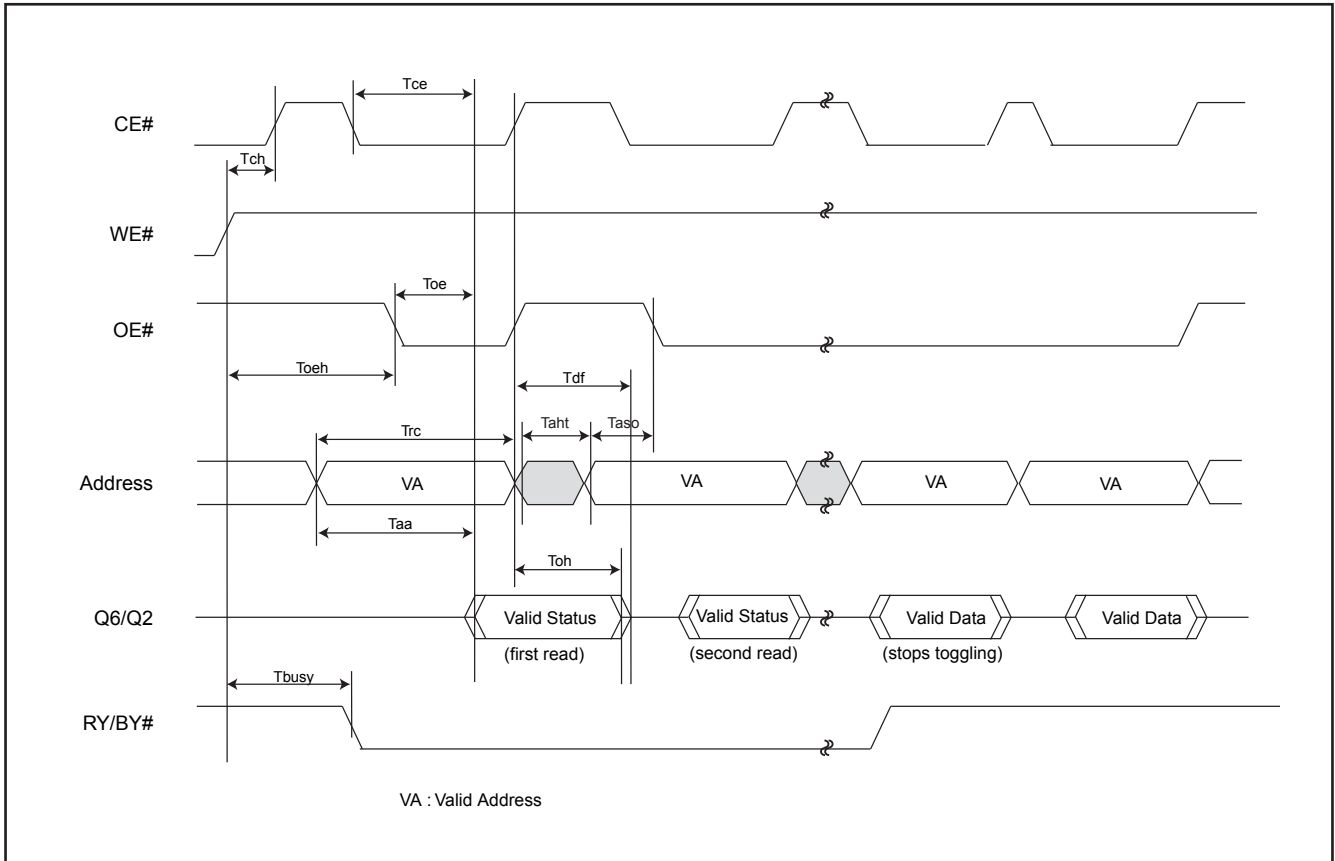 Tce
CE#
Tch
WE#
Toe
OE#
Toeh
Tdf
Taht
Taso
Trc
Address
VA
VA
VA
VA
Taa
Toh
Q6/Q2
Valid Status
Valid Status
Valid Data
Valid Data
(first read)
(second read)
(stops toggling)
Tbusy
RY/BY#
VA : Valid Address